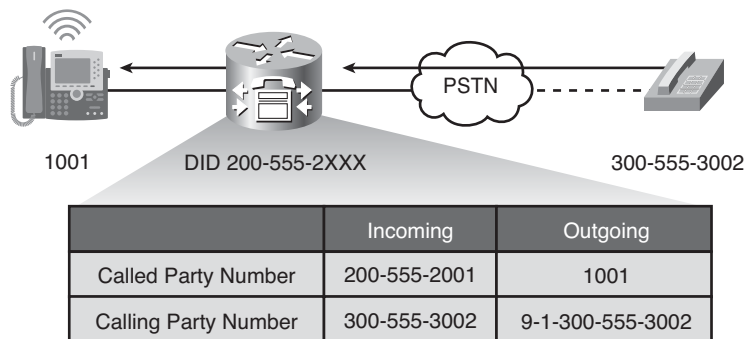 PSTN
1001 DID 200-555-2XXX 300-555-3002
Incoming Outgoing
Called Party Number 200-555-2001 1001
Calling Party Number 300-555-3002 9-1-300-555-3002